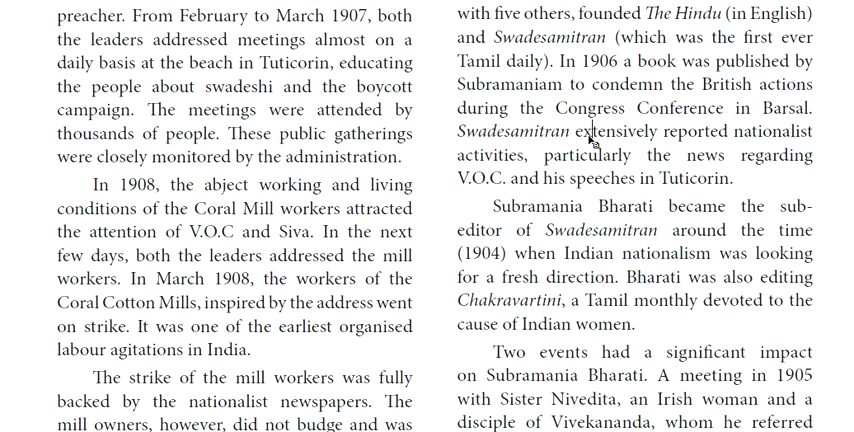 preacher. From February to March 1907, both
the leaders addressed meetings almost on a
daily basis at the beach in Tuticorin, educating
the people about swadeshi and the boycott
campaign. The meetings were attended by
thousands of people. These public gatherings
were closely monitored by the administration.
In 1908, the abject working and living
conditions of the Coral Mill workers attracted
the attention of V.O.C and Siva. In the next
few days, both the leaders addressed the mill
workers. In March 1908, the workers of the
Coral Cotton Mills, inspired by the address went
on strike. It was one of the earliest organised
labour agitations in India.
The strike of the mill workers was fully
backed by the nationalist newspapers. The
mill owners, however, did not budge and was
with five others, founded The Hindu (in English)
and Swadesamitran (which was the first ever
Tamil daily). In 1906 a book was published by
Subramaniam to condemn the British actions
during the Congress Conference in Barsal.
Swadesamitran extensively reported nationalist
activities, particularly the news regarding
V.O.C. and his speeches in Tuticorin.
Subramania Bharati became the sub-
editor of Swadesamitran around the time
(1904) when Indian nationalism was looking
for a fresh direction. Bharati was also editing
Chakravartini, a Tamil monthly devoted to the
cause of Indian women.
Two events had a significant impact
on Subramania Bharati. A meeting in 1905
with Sister Nivedita, an Irish woman and a
disciple of Vivekananda, whom he referred